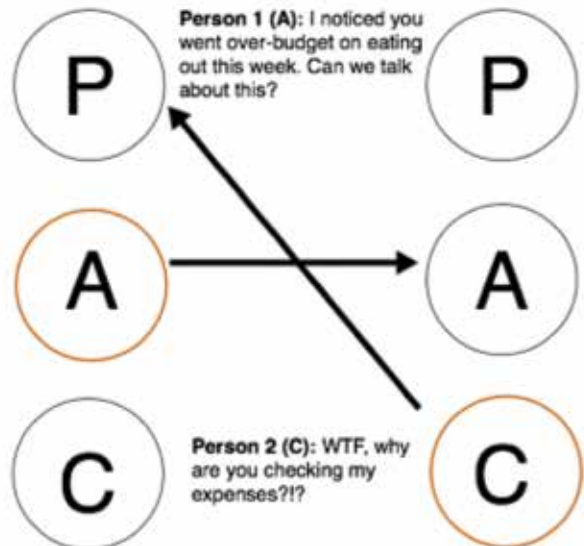 Person 1 (A): I noticed you
went over-budget on eating
out this week. Can we talk
about this?
P
P
A
A
Person 2 (C): WTF, why
are you checking my
expenses?!?
C
C